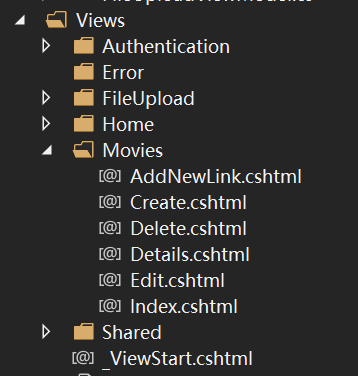 Views
Authentication
Error
FileUpload
Home
Movies
[@] AddNewLink.cshtml
[@] Create.cshtml
[@] Delete.cshtml
[@] Details.cshtml
[@] Edit.cshtml
[@] Index.cshtml
Shared
[@] _ViewStart.cshtml